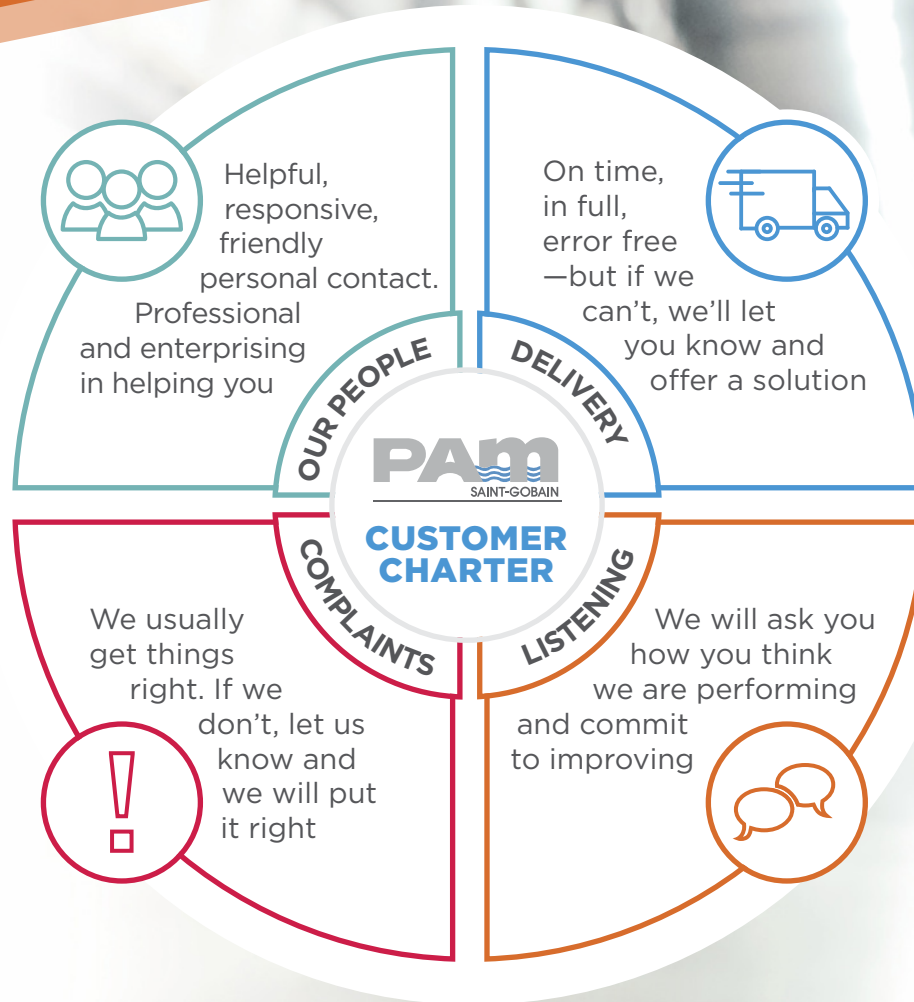 Helpful,
responsive,
friendly
personal contact.
Professional
and enterprising
in helping you
OUR PEOPLE
On time,
in full,
error free
—but if we
can't, we'll let
you know and
offer a solution
DELIVERY
PAM
SAINT-GOBAIN
CUSTOMER
CHARTER
COMPLAINTS
We usually
get things
right. If we
don't, let us
know and
we will put
it right
LISTENING
We will ask you
how you think
we are performing
and commit
to improving